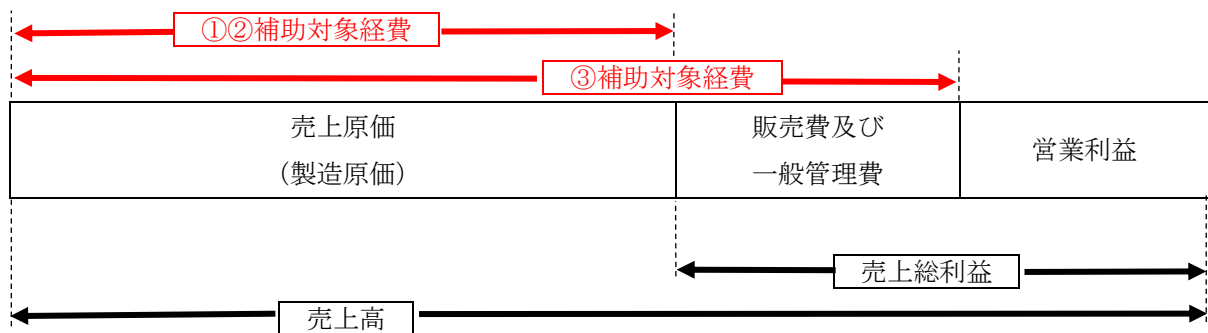 ①②補助対象経費
③補助対象経費
売上原価
(製造原価)
販売費及び
一般管理費
営業利益
売上総利益
売上高